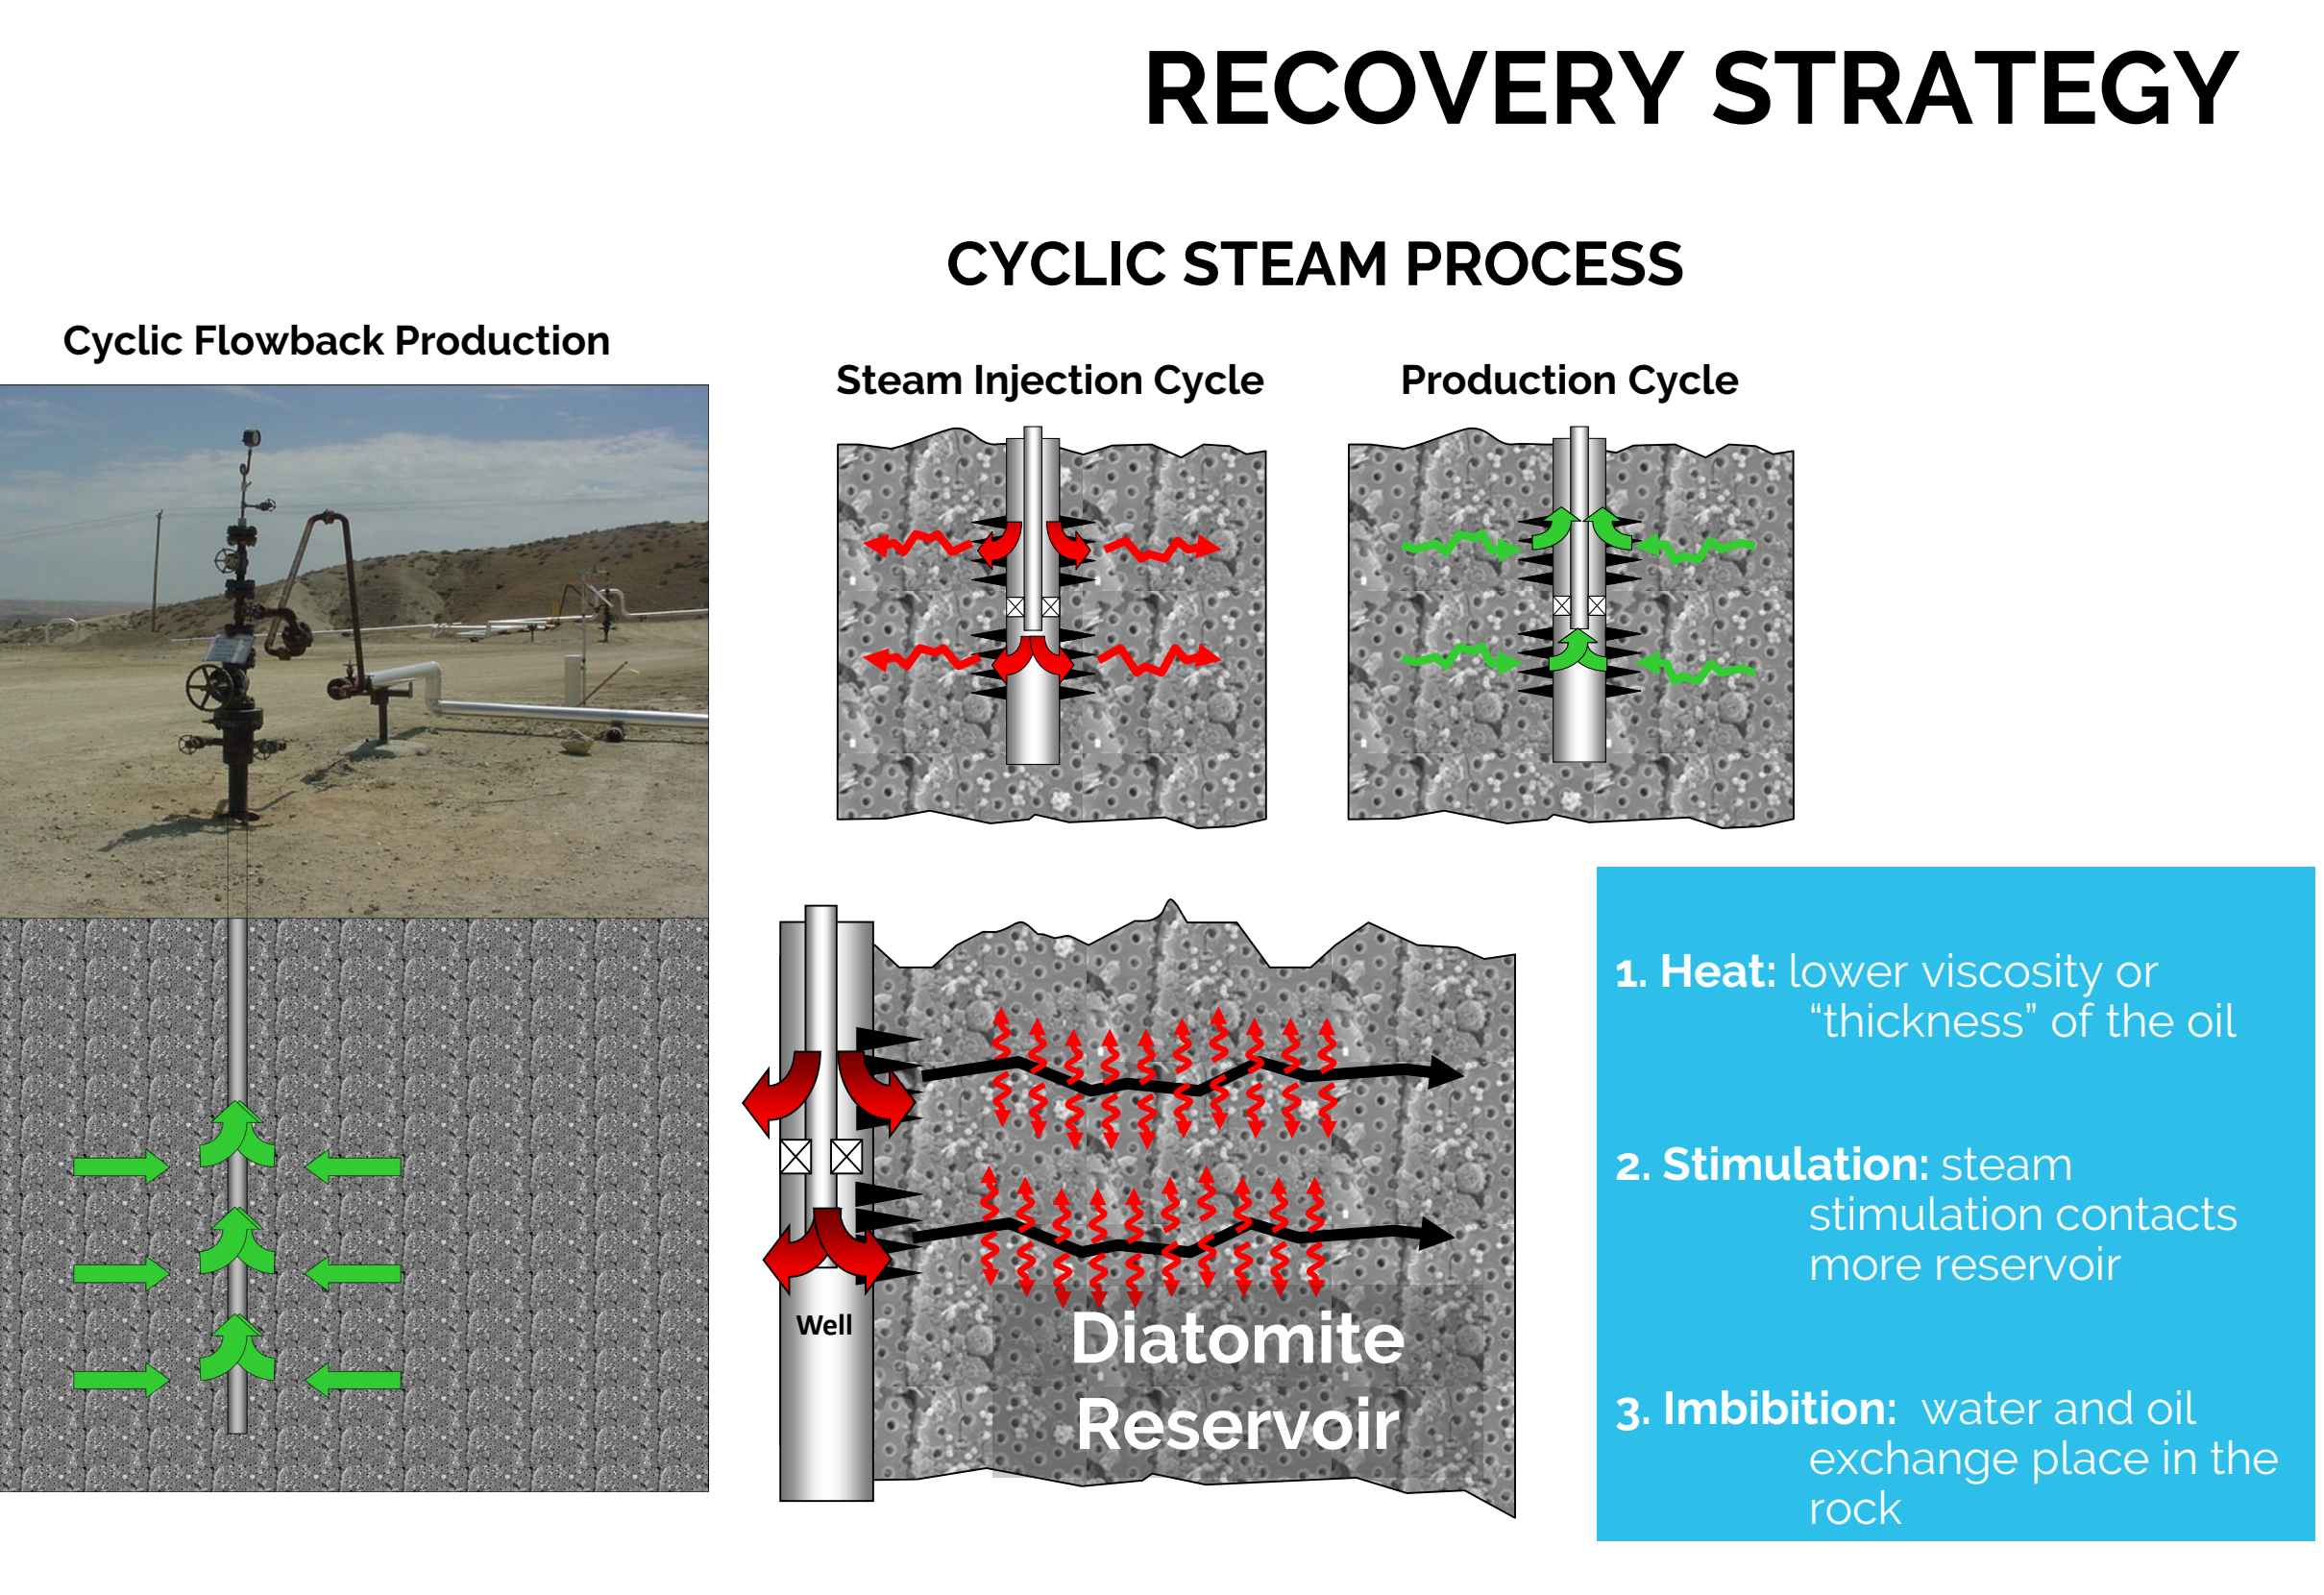 RECOVERY STRATEGY
CYCLIC STEAM PROCESS
Cyclic Flowback Production
Steam Injection Cycle
Production Cycle
Well
Diatomite
Reservoir
1. Heat: lower viscosity or
“thickness” of the oil
2. Stimulation: steam
stimulation contacts
more reservoir
3. Imbibition: water and oil
exchange place in the
rock